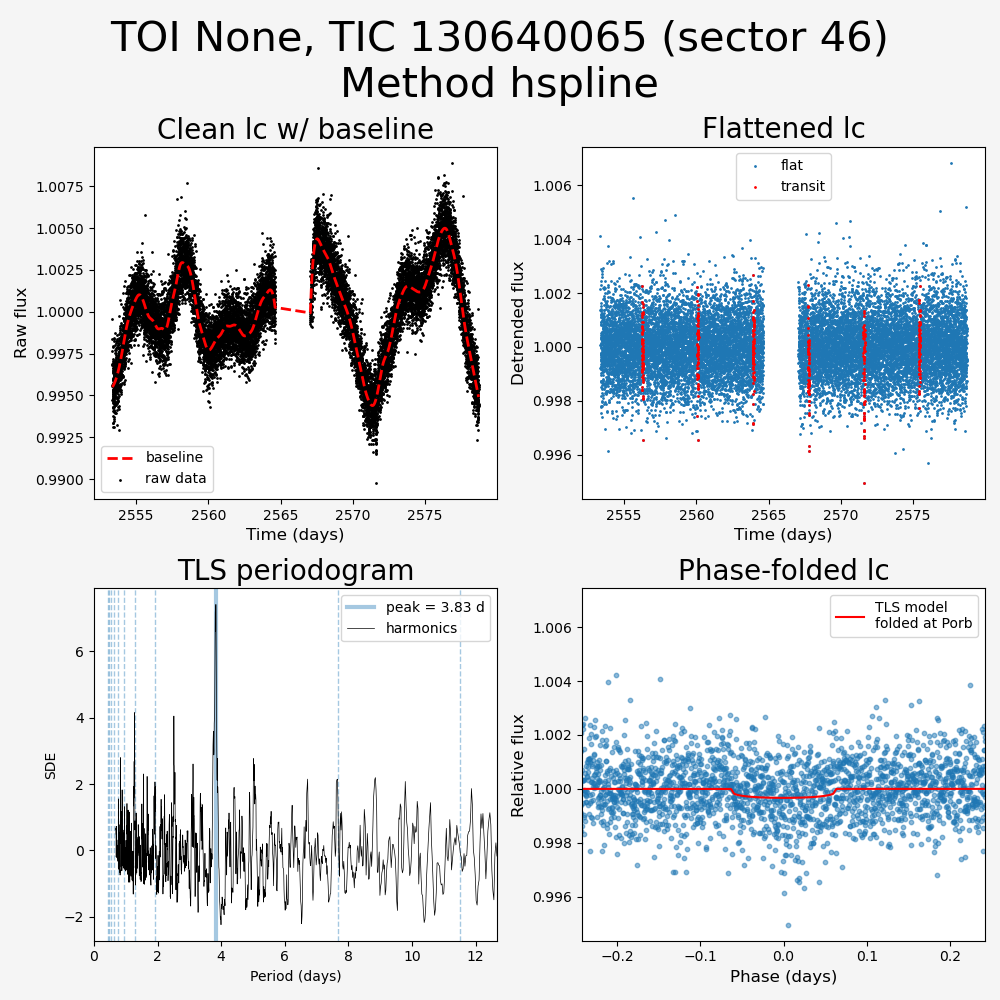 TOI None, TIC 130640065 (sector 46)
Method hspline
Clean lc w/ baseline
Raw flux
1.0075
1.0050
1.0025
1.0000
0.9975
0.9950
0.9925
0.9900
baseline
raw data
2555
2560
2565
2570
2575
Time (days)
Flattened lc
Detrended flux
1.006
1.004
1.002
1.000
0.998
0.996
flat
transit
2555
2560
2565
2570
2575
Time (days)
TLS periodogram
SDE
6
4
2
0
−2
peak = 3.83 d
harmonics
0
2
4
6
8
10
12
Period (days)
Phase-folded lc
Relative flux
1.006
1.004
1.002
1.000
0.998
0.996
TLS model
folded at Porb
−0.2
−0.1
0.0
0.1
0.2
Phase (days)